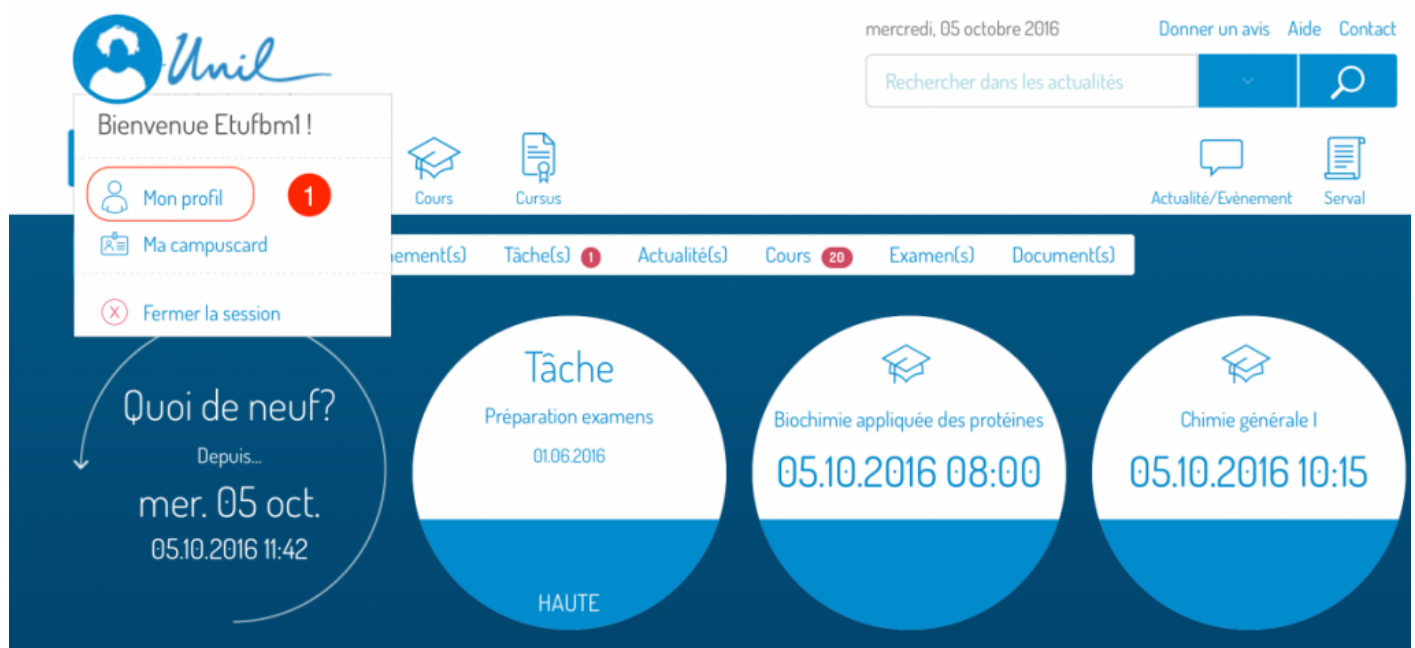 mercredi, 05 octobre 2016
Donner un avis Aide Contact
Unil
Rechercher dans les actualités
Bienvenue Etufbm1 !
Mon profil
1
Ma campuscard
Fermer la session
Cours
Cursus
Actualité/Evénement
Serval
Tâche(s) 1
Actualité(s)
Cours 20
Examen(s)
Document(s)
Quoi de neuf?
Depuis...
mer. 05 oct.
05.10.2016 11:42
Tâche
Préparation examens
01.06.2016
HAUTE
Biochimie appliquée des protéines
05.10.2016 08:00
Chimie générale I
05.10.2016 10:15